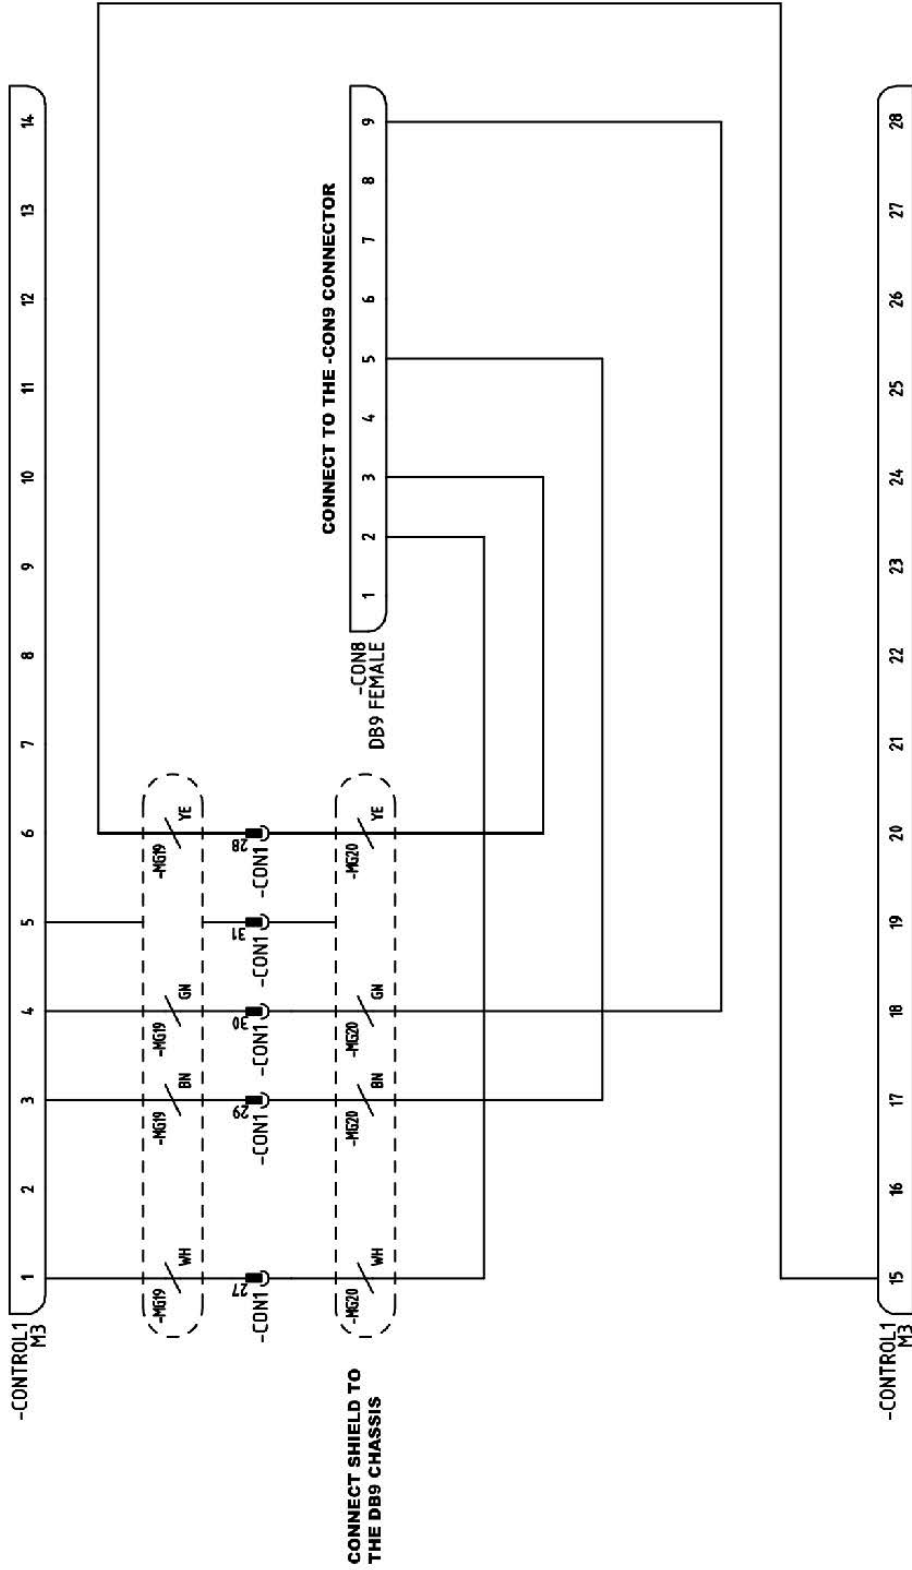 -CONTROL1
M3
1
2
3
4
5
6
7
8
9
10
11
12
13
14
-MG19
WH
-MG19
BN
-MG19
GN
-MG19
YE
27
-CON1
29
-CON1
30
-CON1
31
-CON1
28
-CON1
CONNECT SHIELD TO
THE DB9 CHASSIS
-MG20
WH
-MG20
BN
-MG20
GN
-MG20
YE
CONNECT TO THE -CON9 CONNECTOR
-CON8
DB9 FEMALE
1
2
3
4
5
6
7
8
9
-CONTROL1
M3
15
16
17
18
19
20
21
22
23
24
25
26
27
28